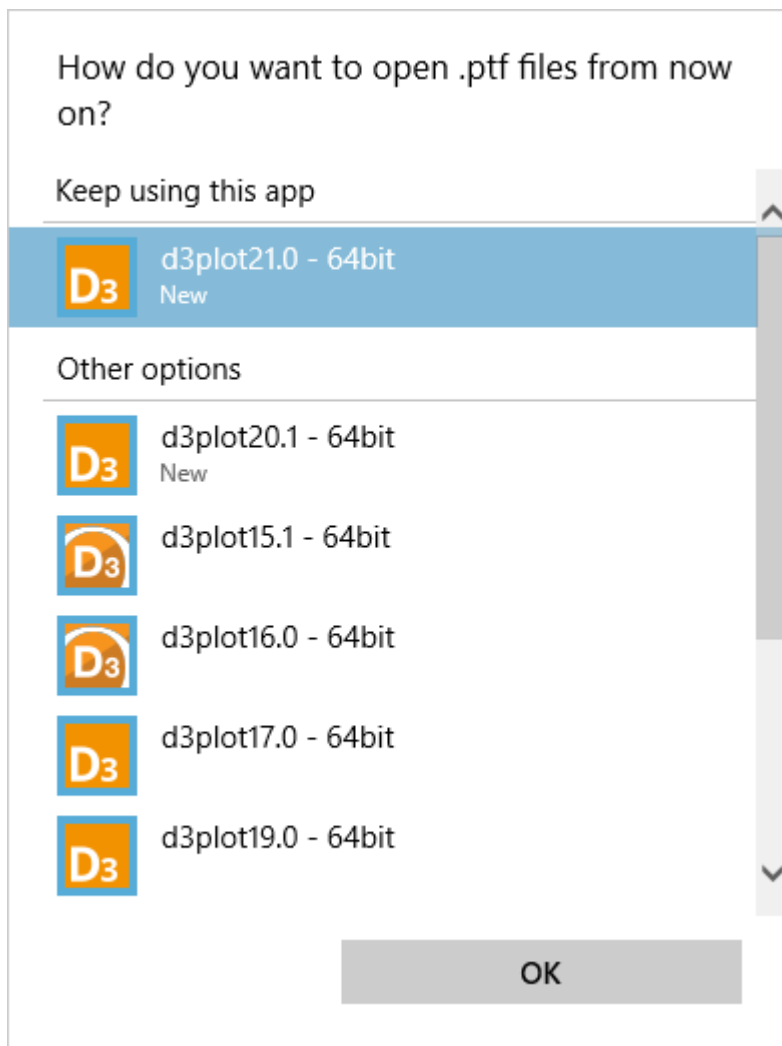 How do you want to open .ptf files from now
on?
Keep using this app
D3
d3plot21.0 - 64bit
New
Other options
D3
d3plot20.1 - 64bit
New
D3
d3plot15.1 - 64bit
D3
d3plot16.0 - 64bit
D3
d3plot17.0 - 64bit
D3
d3plot19.0 - 64bit
OK